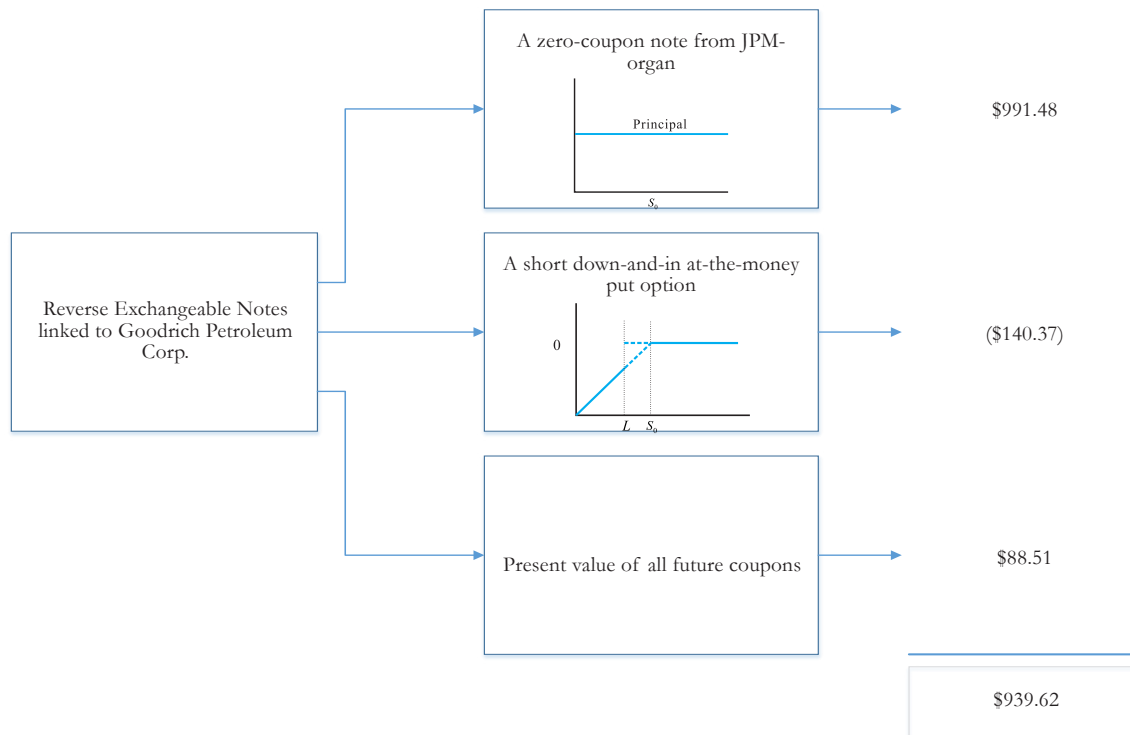 A zero-coupon note from JPM-
organ
Principal
S₀
$991.48
Reverse Exchangeable Notes
linked to Goodrich Petroleum
Corp.
A short down-and-in at-the-money
put option
0
L S₀
($140.37)
Present value of all future coupons
$88.51
$939.62